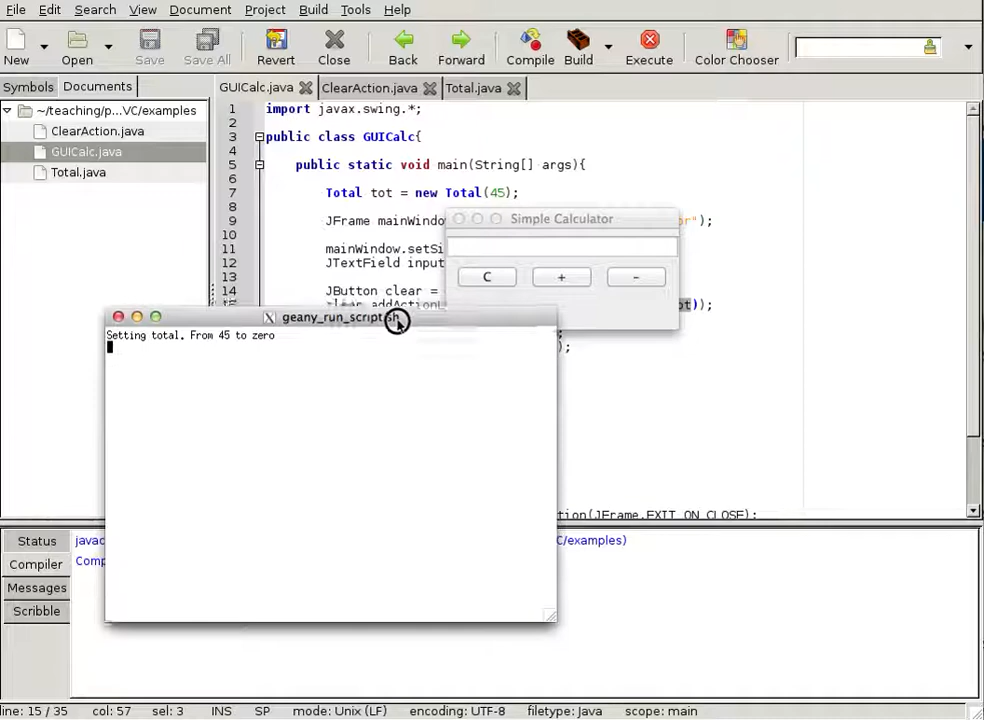 File Edit Search View Document Project Build Tools Help
New Open Save Save All Revert Close Back Forward Compile Build Execute Color Chooser
Symbols Documents GUICalc.java ClearAction.java Total.java
~/teaching/p...VC/examples
ClearAction.java
GUICalc.java
Total.java
1 import javax.swing.*;
2
3 public class GUICalc{
4
5 public static void main(String[] args){
6
7 Total tot = new Total(45);
8
9 JFrame mainWindow
10
11 mainWindow.setSi
12 JTextField input
13
14 JButton clear =
Simple Calculator
C + -
geany_run_script.sh
Setting total. From 45 to zero
tion(JFrame.EXIT_ON_CLOSE);
Status
Compiler
Messages
Scribble
javac
C/examples)
Comp
line: 15 / 35 col: 57 sel: 3 INS SP mode: Unix (LF) encoding: UTF-8 filetype: Java scope: main